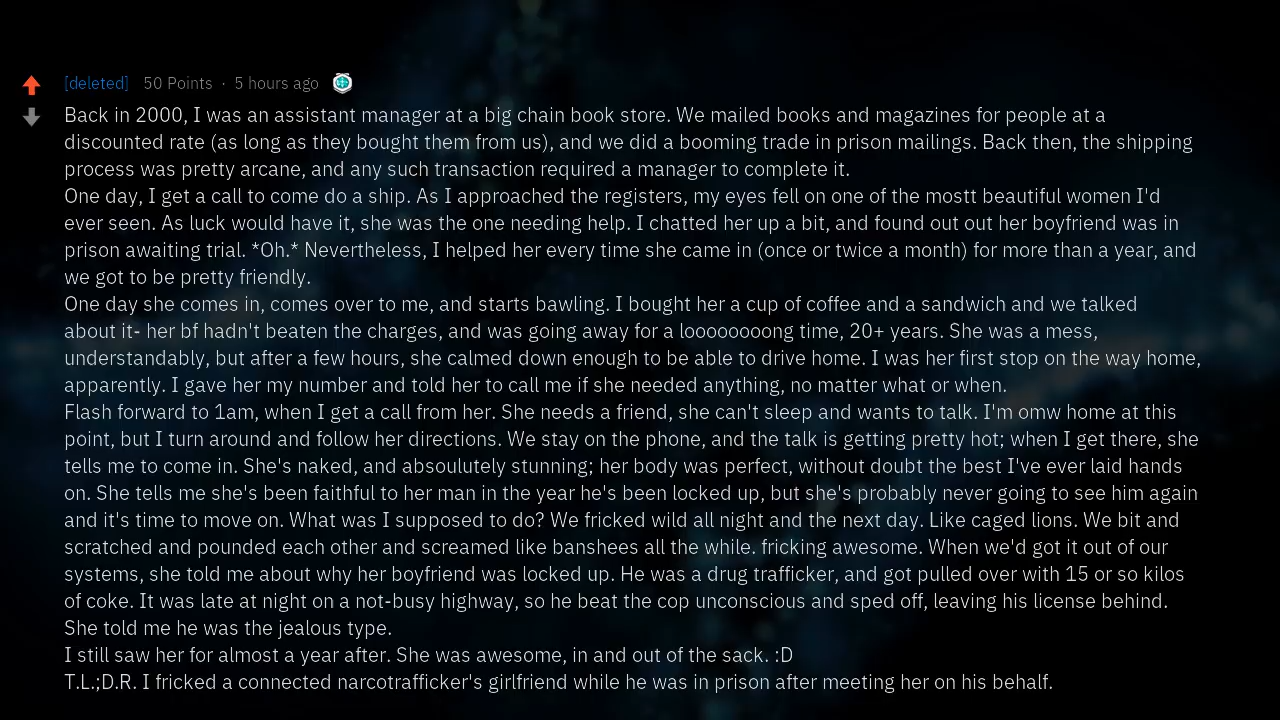 [deleted] 50 Points · 5 hours ago
Back in 2000, I was an assistant manager at a big chain book store. We mailed books and magazines for people at a
discounted rate (as long as they bought them from us), and we did a booming trade in prison mailings. Back then, the shipping
process was pretty arcane, and any such transaction required a manager to complete it.
One day, I get a call to come do a ship. As I approached the registers, my eyes fell on one of the mostt beautiful women I'd
ever seen. As luck would have it, she was the one needing help. I chatted her up a bit, and found out out her boyfriend was in
prison awaiting trial. *Oh.* Nevertheless, I helped her every time she came in (once or twice a month) for more than a year, and
we got to be pretty friendly.
One day she comes in, comes over to me, and starts bawling. I bought her a cup of coffee and a sandwich and we talked
about it- her bf hadn't beaten the charges, and was going away for a loooooooong time, 20+ years. She was a mess,
understandably, but after a few hours, she calmed down enough to be able to drive home. I was her first stop on the way home,
apparently. I gave her my number and told her to call me if she needed anything, no matter what or when.
Flash forward to 1am, when I get a call from her. She needs a friend, she can't sleep and wants to talk. I'm omw home at this
point, but I turn around and follow her directions. We stay on the phone, and the talk is getting pretty hot; when I get there, she
tells me to come in. She's naked, and absoulutely stunning; her body was perfect, without doubt the best I've ever laid hands
on. She tells me she's been faithful to her man in the year he's been locked up, but she's probably never going to see him again
and it's time to move on. What was I supposed to do? We fricked wild all night and the next day. Like caged lions. We bit and
scratched and pounded each other and screamed like banshees all the while. fricking awesome. When we'd got it out of our
systems, she told me about why her boyfriend was locked up. He was a drug trafficker, and got pulled over with 15 or so kilos
of coke. It was late at night on a not-busy highway, so he beat the cop unconscious and sped off, leaving his license behind.
She told me he was the jealous type.
I still saw her for almost a year after. She was awesome, in and out of the sack. :D
T.L.;D.R. I fricked a connected narcotrafficker's girlfriend while he was in prison after meeting her on his behalf.